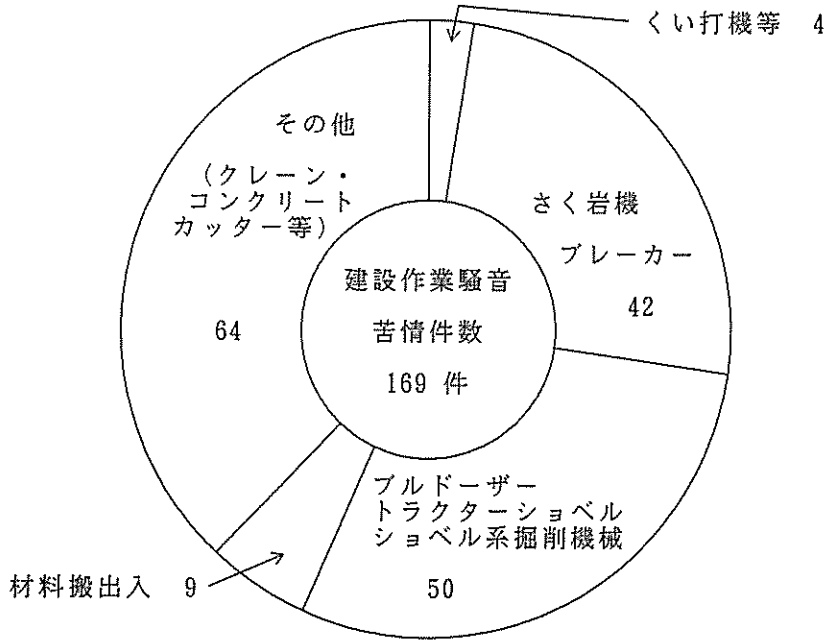 くい打機等 4
さく岩機
ブレーカー
42
ブルドーザー
トラクターショベル
ショベル系掘削機械
50
材料搬出入 9
その他
(クレーン・
コンクリート
カッター等)
64
建設作業騒音
苦情件数
169 件